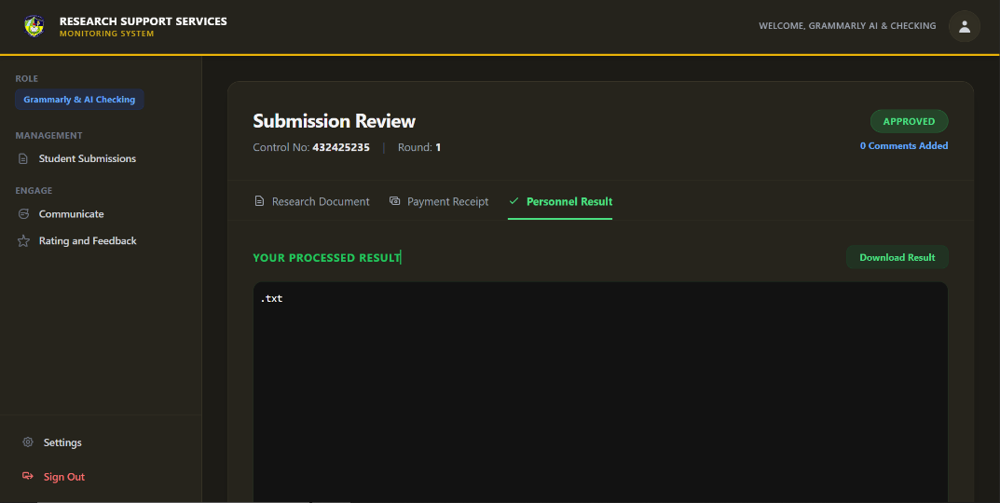 RESEARCH SUPPORT SERVICES
MONITORING SYSTEM
WELCOME, GRAMMARLY AI & CHECKING
ROLE
Grammarly & AI Checking
MANAGEMENT
Student Submissions
ENGAGE
Communicate
Rating and Feedback
Settings
Sign Out
Submission Review
APPROVED
Control No: 432425235 | Round: 1
0 Comments Added
Research Document
Payment Receipt
Personnel Result
YOUR PROCESSED RESULT
Download Result
.txt